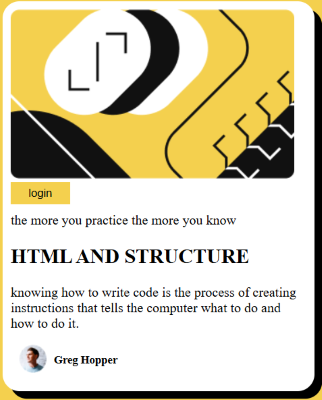 login
the more you practice the more you know
HTML AND STRUCTURE
knowing how to write code is the process of creating
instructions that tells the computer what to do and
how to do it.
Greg Hopper